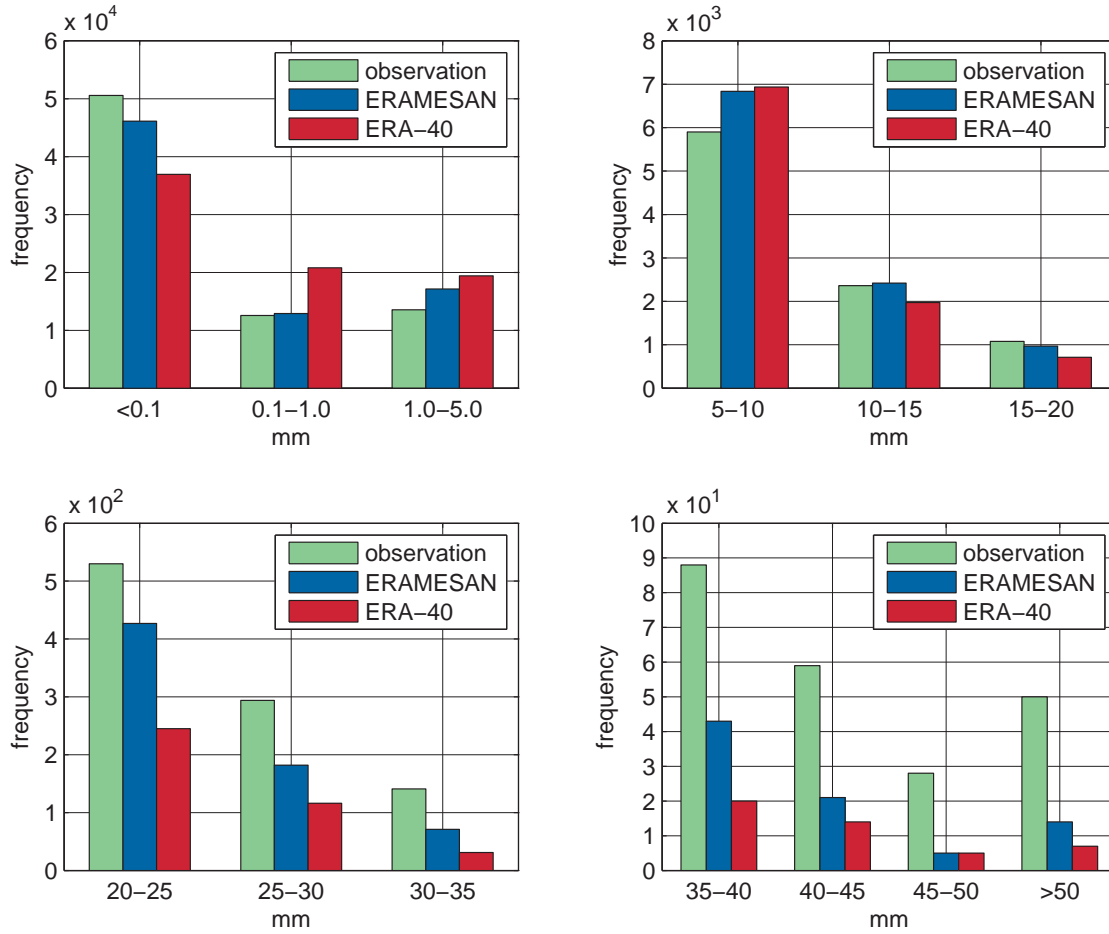 x 10^4
6
5
4
3
2
1
0
frequency
observation
ERAMESAN
ERA−40
<0.1
0.1−1.0
1.0−5.0
mm
x 10^3
8
7
6
5
4
3
2
1
0
frequency
observation
ERAMESAN
ERA−40
5−10
10−15
15−20
mm
x 10^2
6
5
4
3
2
1
0
frequency
observation
ERAMESAN
ERA−40
20−25
25−30
30−35
mm
x 10^1
10
9
8
7
6
5
4
3
2
1
0
frequency
observation
ERAMESAN
ERA−40
35−40
40−45
45−50
>50
mm